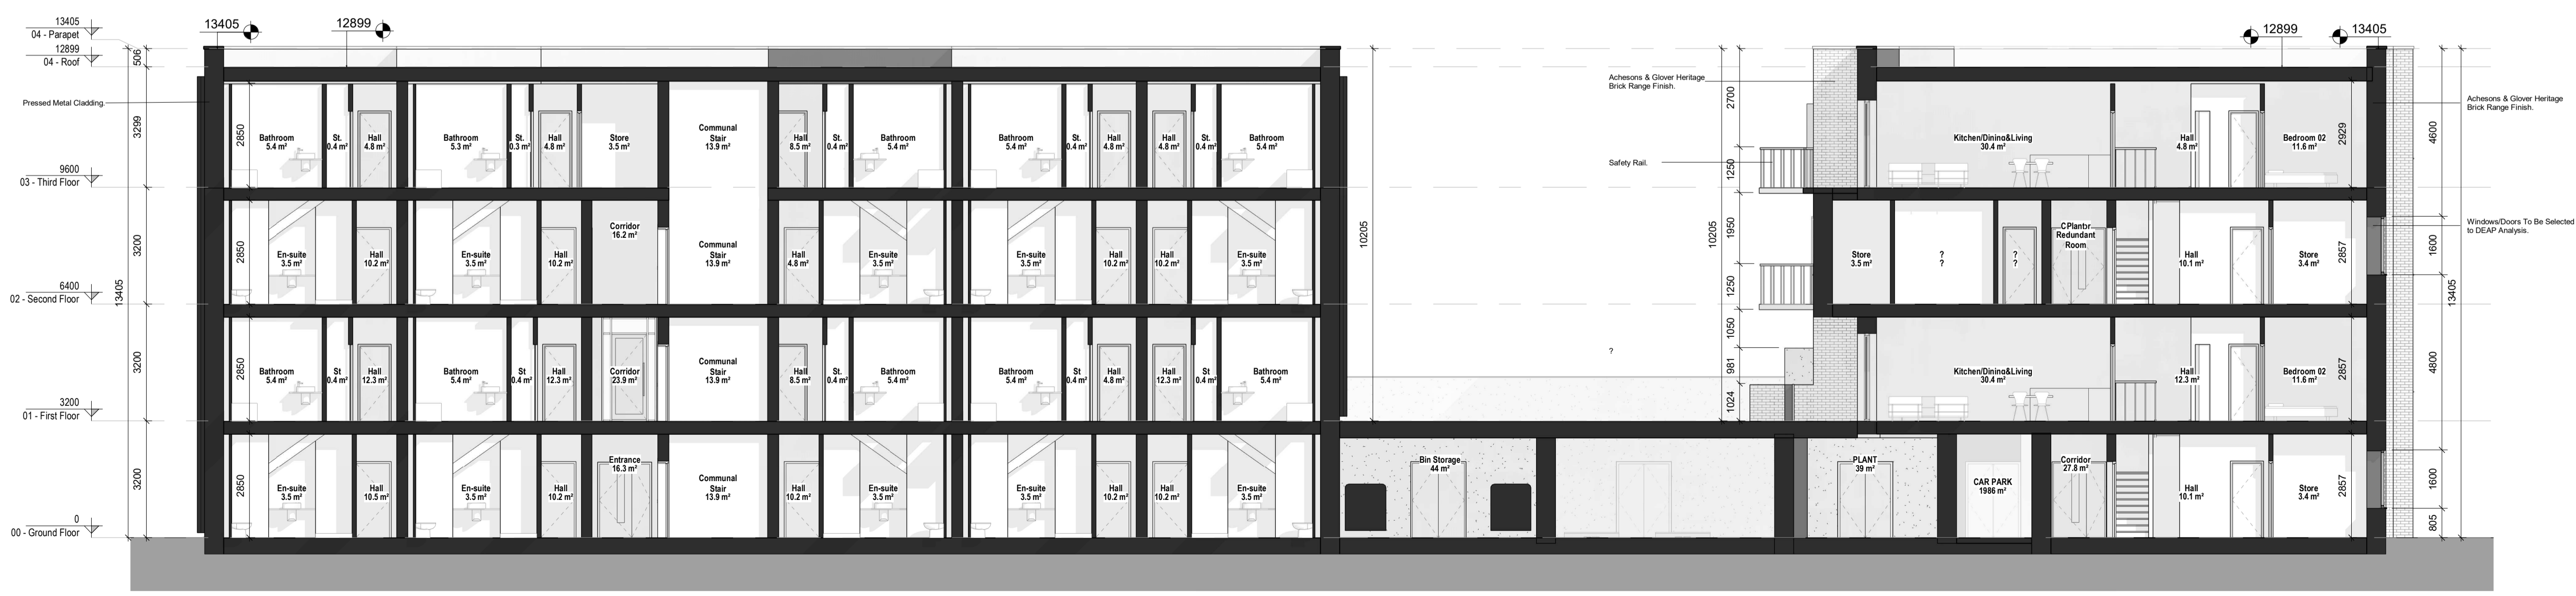 13405
04 - Parapet
12899
04 - Roof
506
13405
12899
12899
13405
Pressed Metal Cladding.
Achesons & Glover Heritage
Brick Range Finish.
Achesons & Glover Heritage
Brick Range Finish.
3299
2850
Bathroom
5.4 m²
St.
0.4 m²
Hall
4.8 m²
Bathroom
5.3 m²
St.
0.3 m²
Hall
4.8 m²
Store
3.5 m²
Communal
Stair
13.9 m²
Hall
8.5 m²
St.
0.4 m²
Bathroom
5.4 m²
Bathroom
5.4 m²
St.
0.4 m²
Hall
4.8 m²
Hall
4.8 m²
St.
0.4 m²
Bathroom
5.4 m²
2700
Safety Rail.
1250
Kitchen/Dining&Living
30.4 m²
Hall
4.8 m²
Bedroom 02
11.6 m²
2929
4600
9600
03 - Third Floor
3200
2850
En-suite
3.5 m²
Hall
10.2 m²
En-suite
3.5 m²
Hall
10.2 m²
Corridor
16.2 m²
Communal
Stair
13.9 m²
Hall
4.8 m²
En-suite
3.5 m²
En-suite
3.5 m²
Hall
10.2 m²
Hall
10.2 m²
En-suite
3.5 m²
10205
10205
1950
1250
Store
3.5 m²
?
?
?
?
Redundant
Room
Hall
10.1 m²
Store
3.4 m²
2857
1600
Windows/Doors To Be Selected
to DEAP Analysis.
6400
02 - Second Floor
13405
13405
3200
2850
Bathroom
5.4 m²
St
0.4 m²
Hall
12.3 m²
Bathroom
5.4 m²
St
0.4 m²
Hall
12.3 m²
Corridor
23.9 m²
Communal
Stair
13.9 m²
Hall
8.5 m²
St.
0.4 m²
Bathroom
5.4 m²
Bathroom
5.4 m²
St
0.4 m²
Hall
4.8 m²
Hall
12.3 m²
St
0.4 m²
Bathroom
5.4 m²
?
1050
981
1024
Kitchen/Dining&Living
30.4 m²
Hall
12.3 m²
Bedroom 02
11.6 m²
2857
4800
3200
01 - First Floor
3200
2850
En-suite
3.5 m²
Hall
10.5 m²
En-suite
3.5 m²
Hall
10.2 m²
Entrance
16.3 m²
Communal
Stair
13.9 m²
Hall
10.2 m²
En-suite
3.5 m²
En-suite
3.5 m²
Hall
10.2 m²
Hall
10.2 m²
En-suite
3.5 m²
Bin Storage
44 m²
PLANT
39 m²
CAR PARK
1986 m²
Corridor
27.8 m²
Hall
10.1 m²
Store
3.4 m²
2857
1600
805
0
00 - Ground Floor